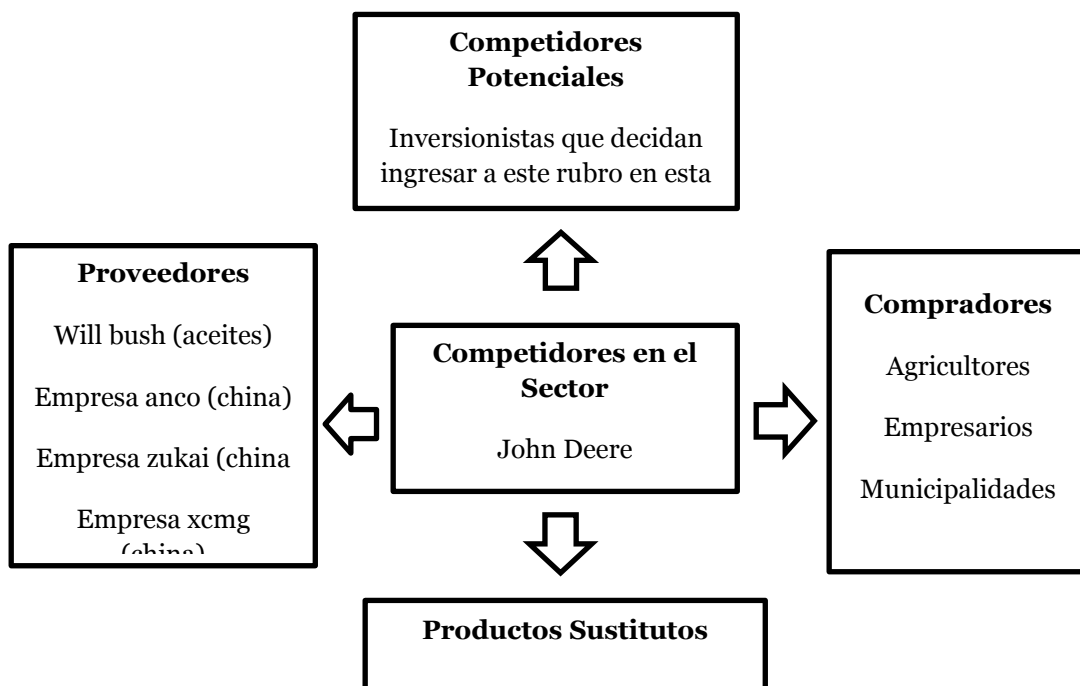 Competidores
Potenciales
Inversionistas que decidan
ingresar a este rubro en esta
Proveedores
Will bush (aceites)
Empresa anco (china)
Empresa zukai (china
Empresa xcmg
(china)
Competidores en el
Sector
John Deere
Compradores
Agricultores
Empresarios
Municipalidades
Productos Sustitutos